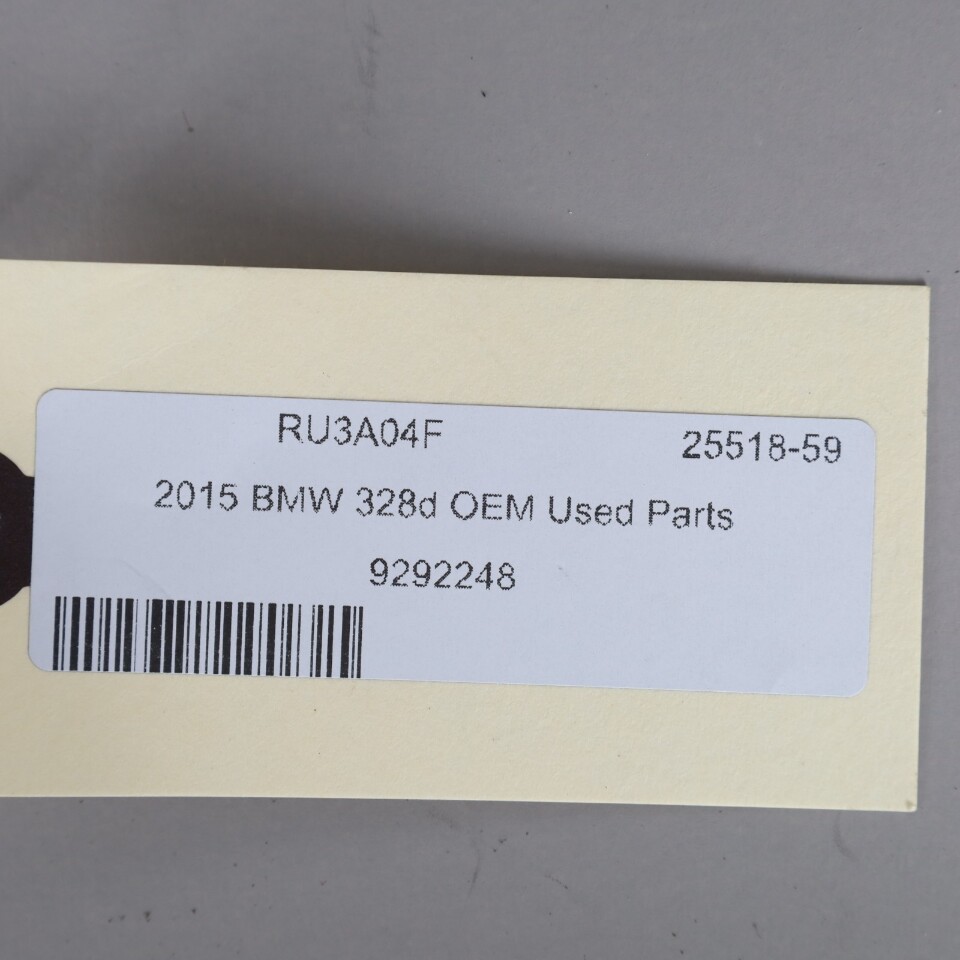 RU3A04F 25518-59
2015 BMW 328d OEM Used Parts
9292248